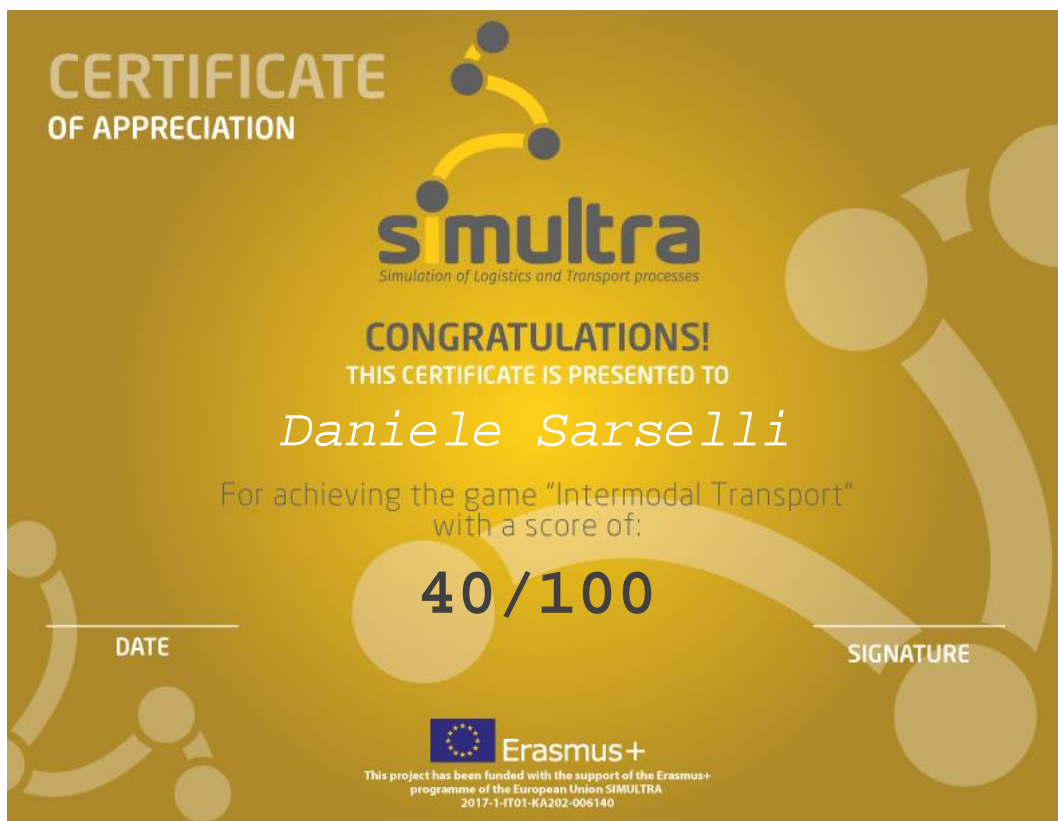 CERTIFICATE
OF APPRECIATION
simultra
Simulation of Logistics and Transport processes
CONGRATULATIONS!
THIS CERTIFICATE IS PRESENTED TO
Daniele Sarselli
For achieving the game "Intermodal Transport"
with a score of:
40/100
DATE
SIGNATURE
Erasmus+
This project has been funded with the support of the Erasmus+
programme of the European Union SIMULTRA
2017-1-IT01-KA202-006140